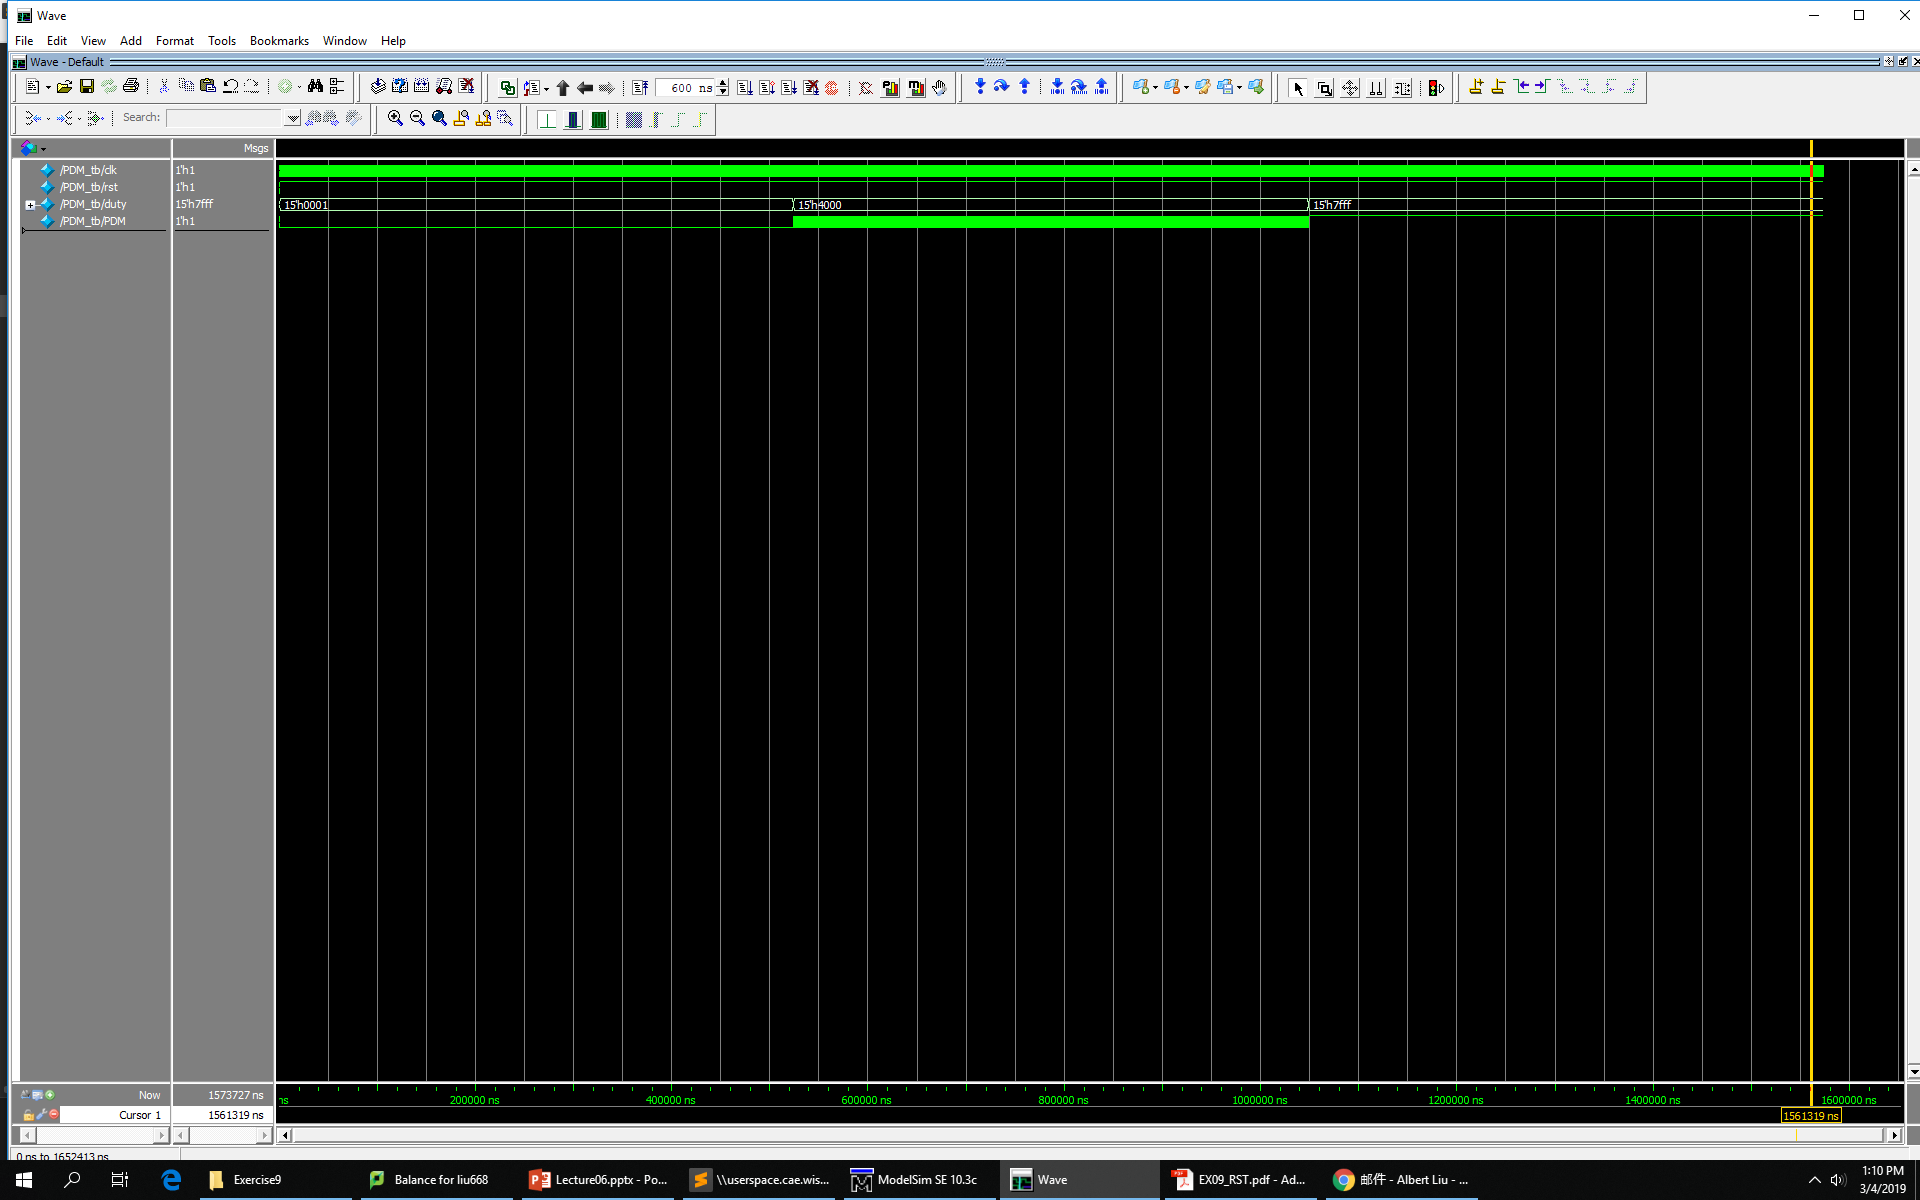 Wave
File Edit View Add Format Tools Bookmarks Window Help
Wave - Default
600 ns
Search:
Msgs
/PDM_tb/clk 1'h1
/PDM_tb/rst 1'h1
/PDM_tb/duty 15'h7fff 15'h0001 15'h4000 15'h7fff
/PDM_tb/PDM 1'h1
Now 1573727 ns ns 200000 ns 400000 ns 600000 ns 800000 ns 1000000 ns 1200000 ns 1400000 ns 1600000 ns
Cursor 1 1561319 ns 1561319 ns
0 ns to 1652413 ns
Exercise9 Balance for liu668 Lecture06.pptx - Po... \\userspace.cae.wis... ModelSim SE 10.3c Wave EX09_RST.pdf - Ad... 邮件 - Albert Liu - ...
1:10 PM
3/4/2019